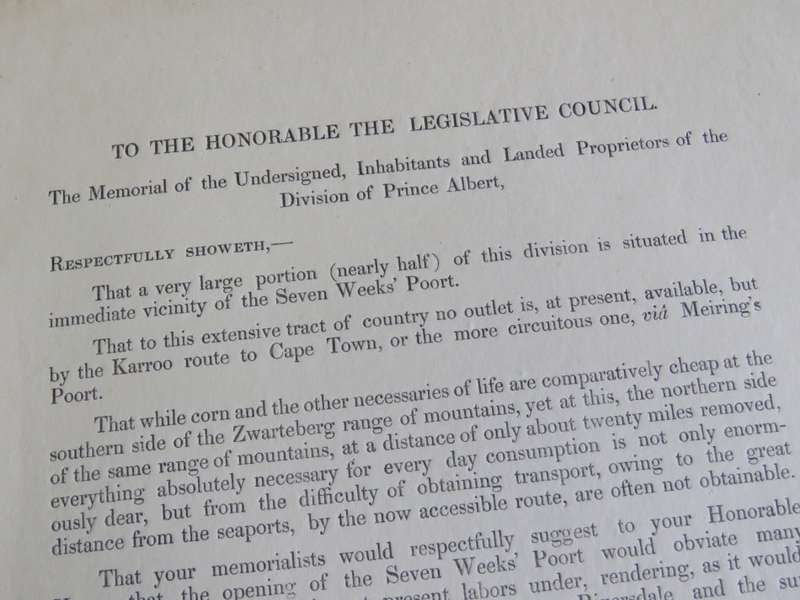 TO THE HONORABLE THE LEGISLATIVE COUNCIL.
The Memorial of the Undersigned, Inhabitants and Landed Proprietors of the
Division of Prince Albert,
RESPECTFULLY SHOWETH,—
That a very large portion (nearly half) of this division is situated in the
immediate vicinity of the Seven Weeks' Poort.
That to this extensive tract of country no outlet is, at present, available, but
by the Karroo route to Cape Town, or the more circuitous one, viá Meiring's
Poort.
That while corn and the other necessaries of life are comparatively cheap at the
southern side of the Zwarteberg range of mountains, yet at this, the northern side
of the same range of mountains, at a distance of only about twenty miles removed,
everything absolutely necessary for every day consumption is not only enorm-
ously dear, but from the difficulty of obtaining transport, owing to the great
distance from the seaports, by the now accessible route, are often not obtainable.
That your memorialists would respectfully suggest to your Honorable
that the opening of the Seven Weeks' Poort would obviate many
present labors under, rendering, as it would
and the